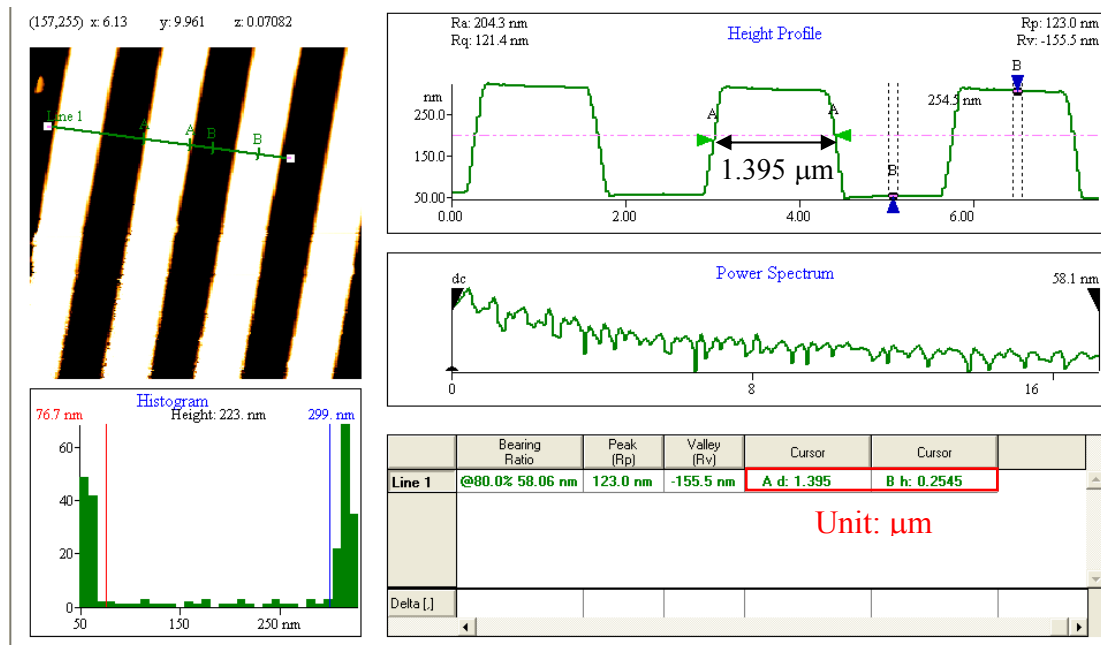 (157,255) x: 6.13 y: 9.961 z: 0.07082
Line 1
A
A
B
B
Histogram
76.7 nm
Height: 223. nm
299. nm
60
40
20
0
50
150
250 nm
Ra: 204.3 nm
Rq: 121.4 nm
Height Profile
Rp: 123.0 nm
Rv: -155.5 nm
nm
250.0
150.0
50.00
A
A
B
B
254.5 nm
1.395 μm
0.00
2.00
4.00
6.00
Power Spectrum
dc
58.1 nm
0
8
16
Bearing Ratio
Peak (Rp)
Valley (Rv)
Cursor
Cursor
Line 1
@80.0% 58.06 nm
123.0 nm
-155.5 nm
A d: 1.395
B h: 0.2545
Unit: μm
Delta [,]